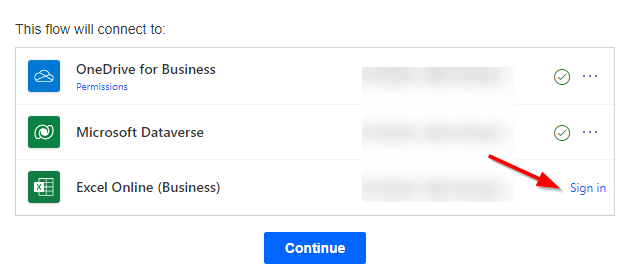 This flow will connect to:
OneDrive for Business
Permissions
Microsoft Dataverse
Excel Online (Business)
Sign in
Continue